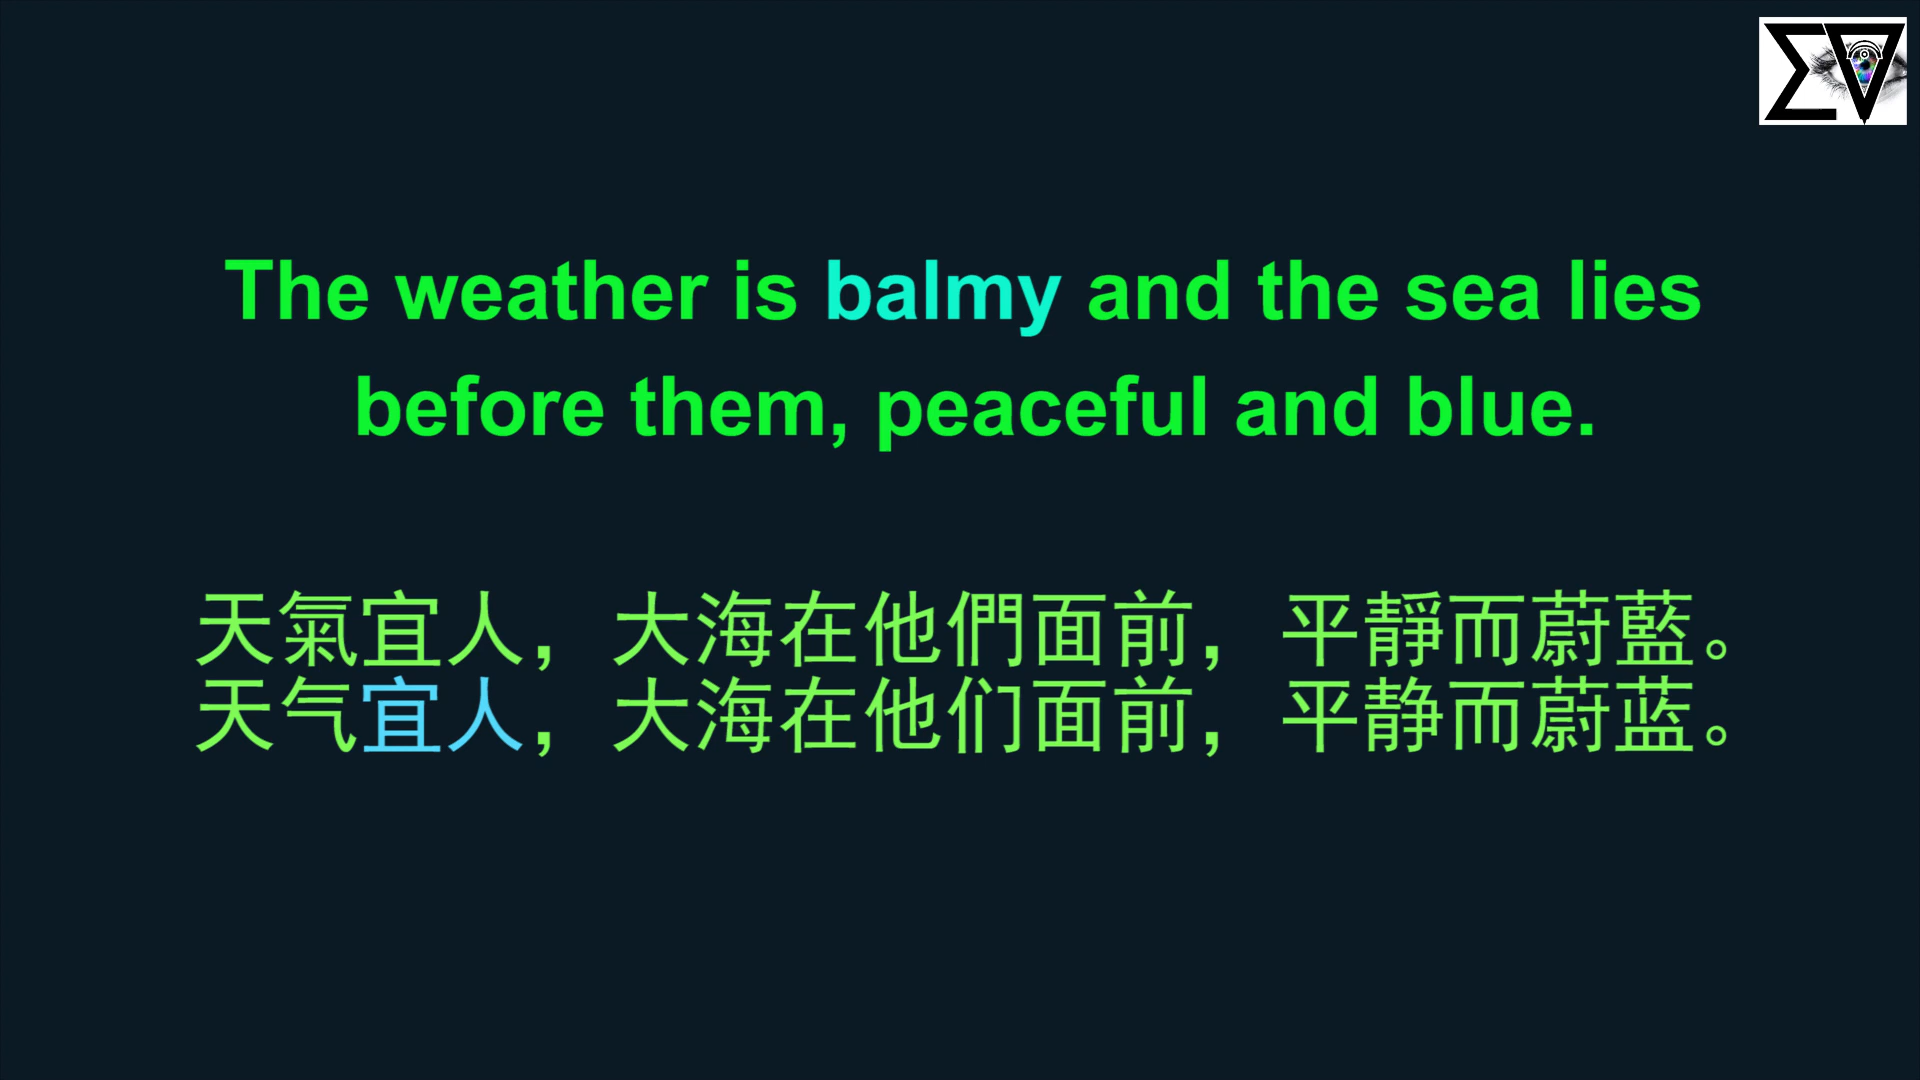 The weather is balmy and the sea lies
before them, peaceful and blue.
天氣宜人，大海在他們面前，平靜而蔚藍。
天气宜人，大海在他们面前，平静而蔚蓝。